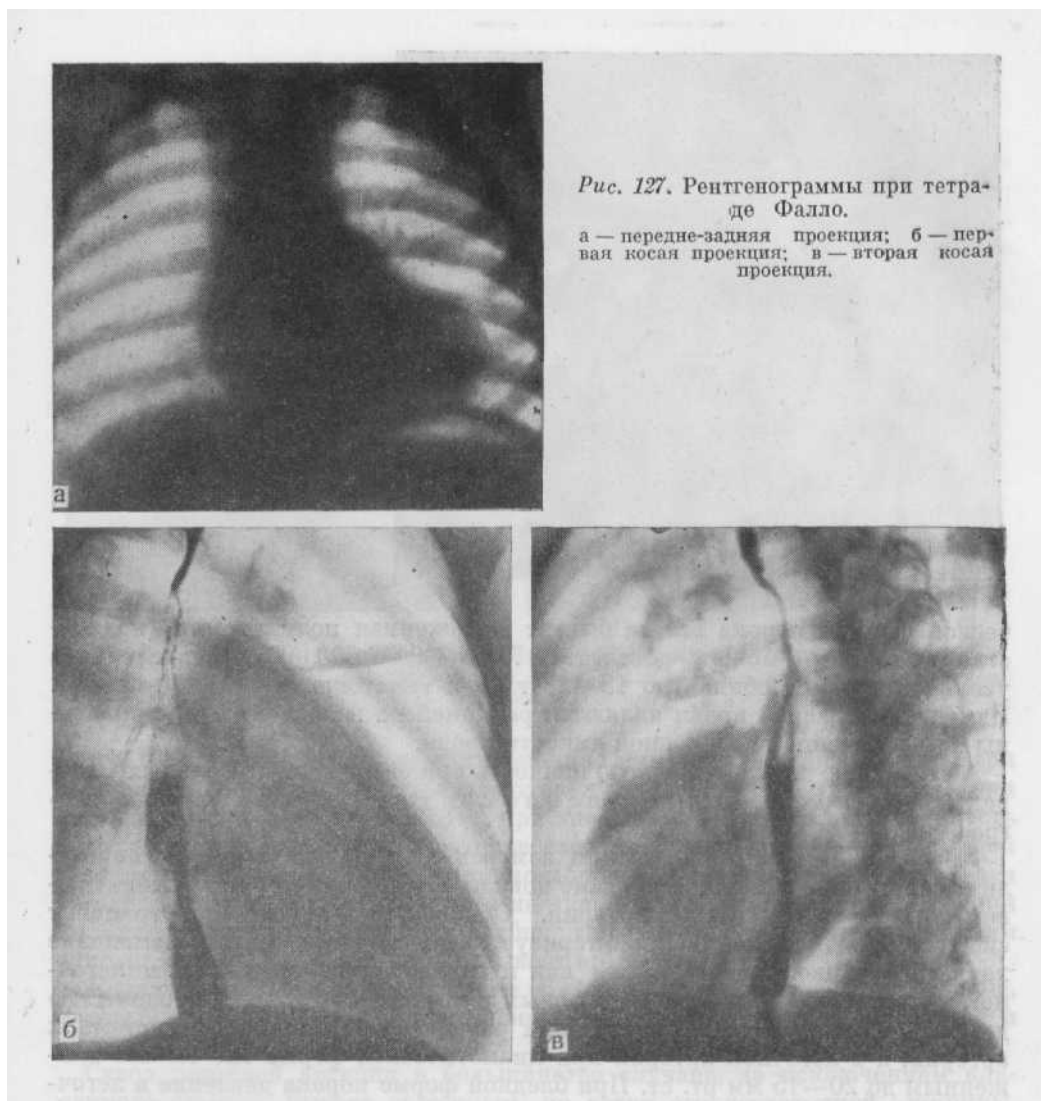 Рис. 127. Рентгенограммы при тетра-
де Фалло.
а — передне-задняя проекция; б — пер-
вая косая проекция; в — вторая косая
проекция.
а
б
в